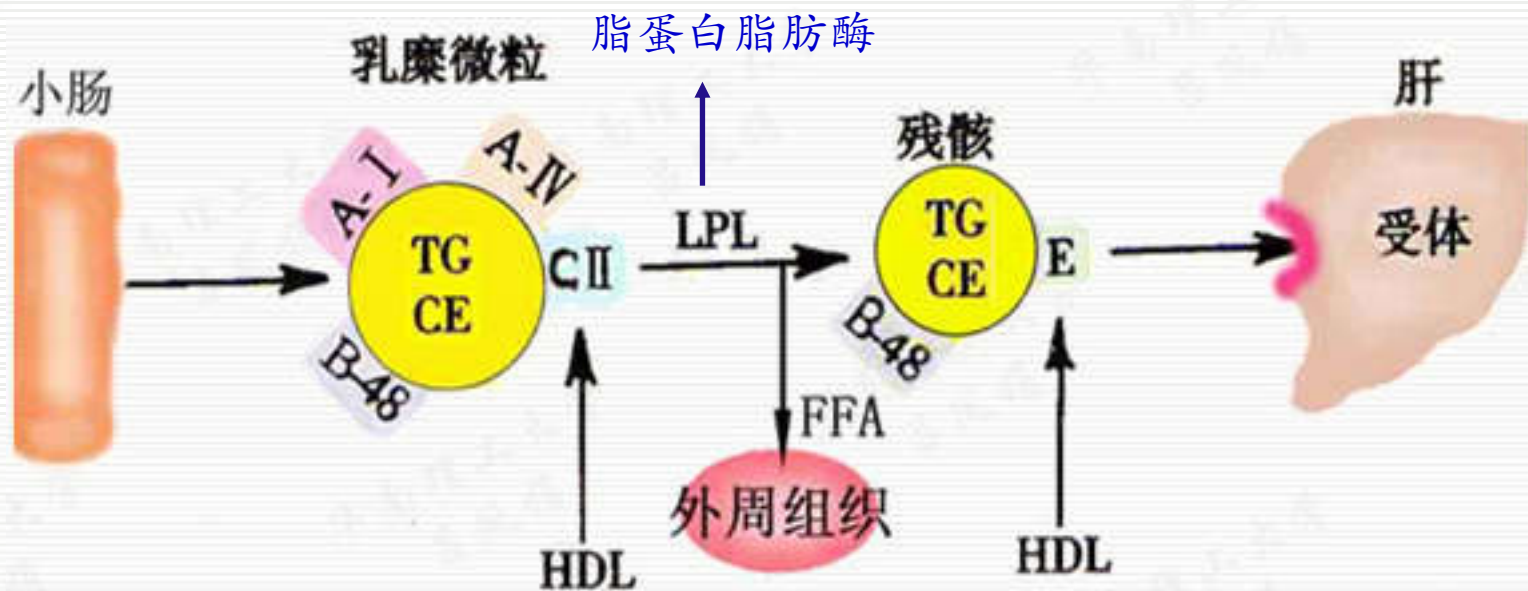 脂蛋白脂肪酶
乳糜微粒
小肠
肝
残骸
A-Ⅰ
A-Ⅳ
TG
CE
CⅡ
B-48
LPL
TG
CE
E
B-48
受体
FFA
外周组织
HDL
HDL